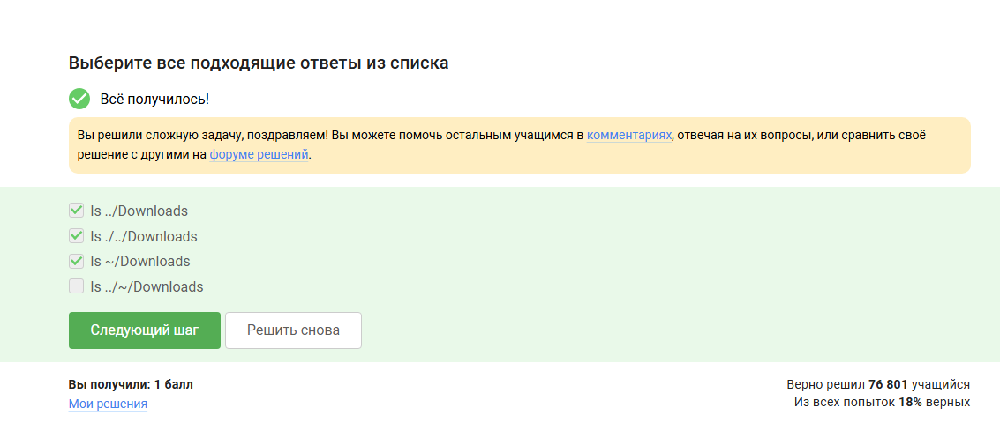 Выберите все подходящие ответы из списка
Всё получилось!
Вы решили сложную задачу, поздравляем! Вы можете помочь остальным учащимся в комментариях, отвечая на их вопросы, или сравнить своё
решение с другими на форуме решений.
ls ../Downloads
ls ./../Downloads
ls ~/Downloads
ls ../~/Downloads
Следующий шаг
Решить снова
Вы получили: 1 балл
Верно решил 76 801 учащийся
Мои решения
Из всех попыток 18% верных